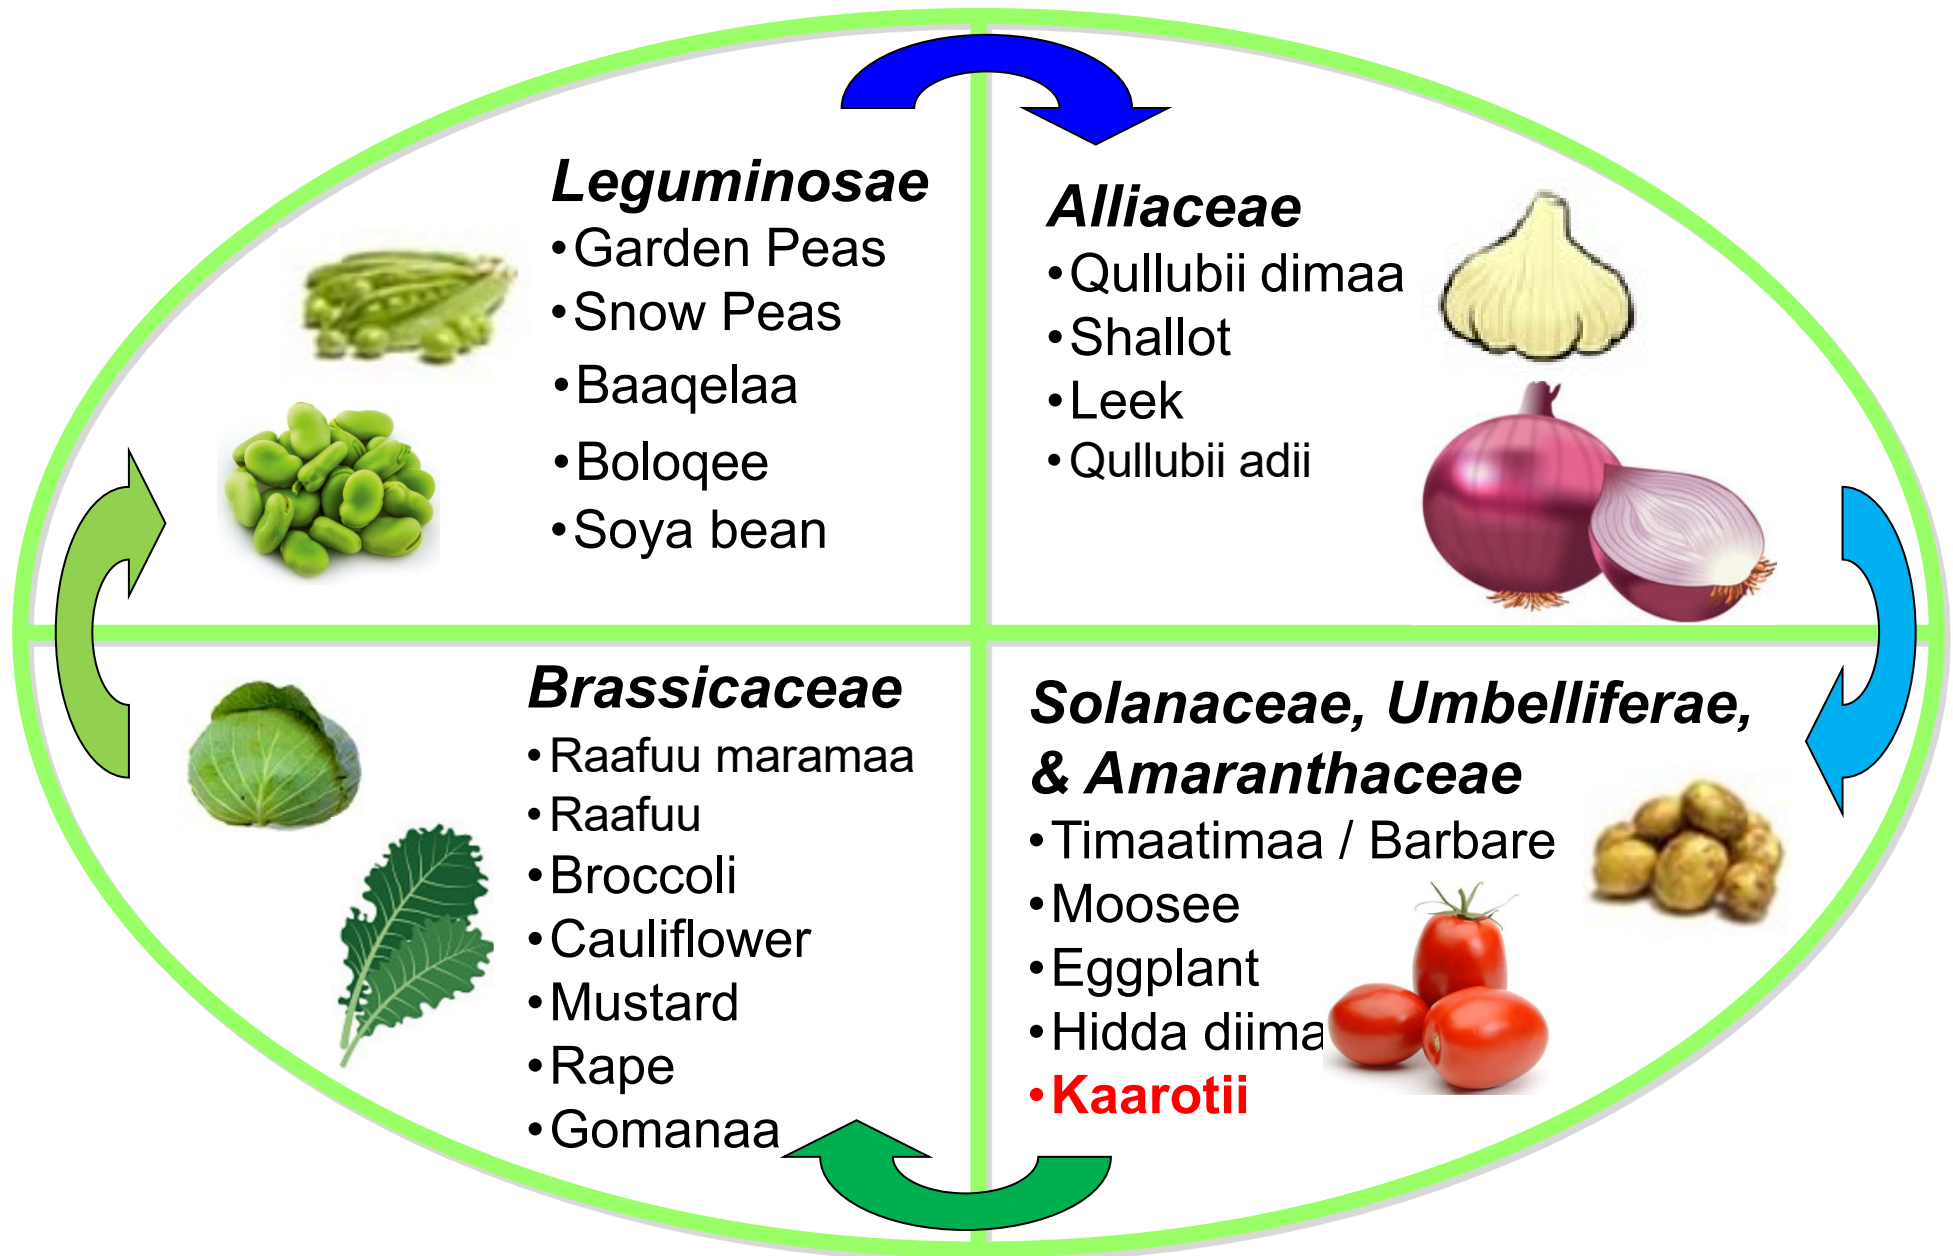 Leguminosae
•Garden Peas
•Snow Peas
•Baaqelaa
•Boloqee
•Soya bean
Alliaceae
•Qullubii dimaa
•Shallot
•Leek
•Qullubii adii
Brassicaceae
•Raafuu maramaa
•Raafuu
•Broccoli
•Cauliflower
•Mustard
•Rape
•Gomanaa
Solanaceae, Umbelliferae,
& Amaranthaceae
•Timaatimaa / Barbare
•Moosee
•Eggplant
•Hidda diima
•Kaarotii